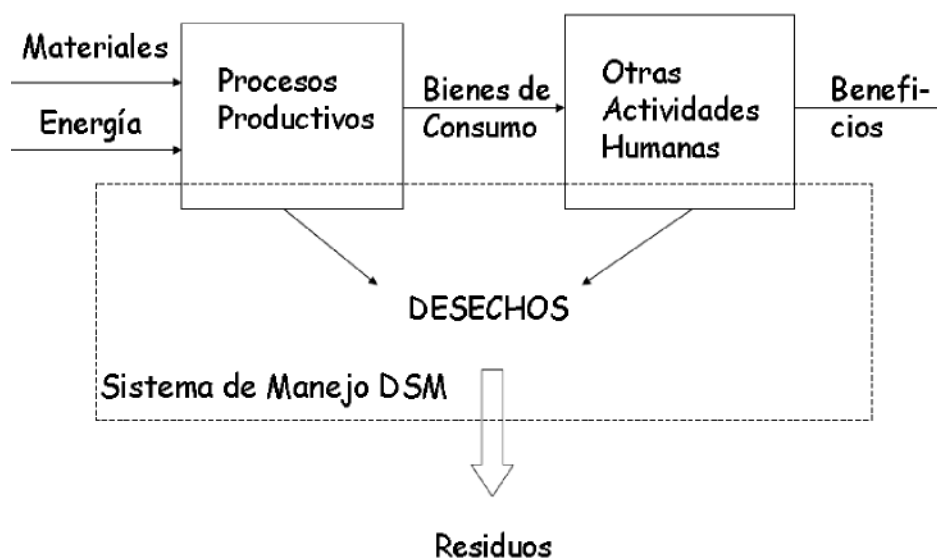 Materiales
Energía
Procesos
Productivos
Bienes de
Consumo
Otras
Actividades
Humanas
Benefi-
cios
DESECHOS
Sistema de Manejo DSM
Residuos